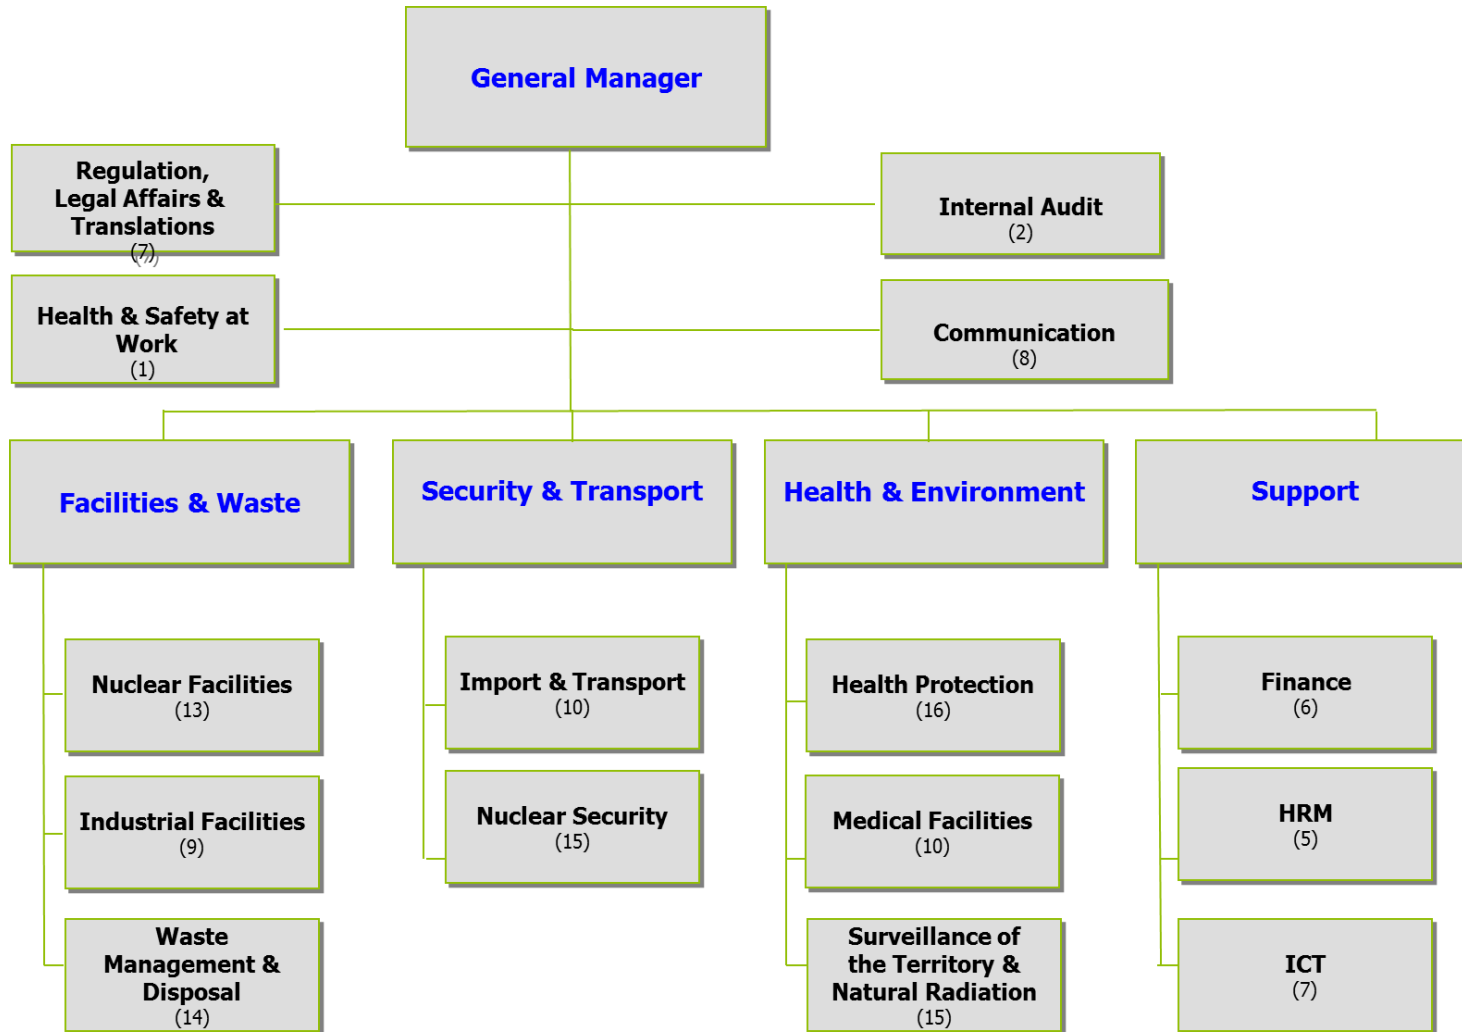 General Manager
Regulation,
Legal Affairs &
Translations
(7)
Internal Audit
(2)
Health & Safety at
Work
(1)
Communication
(8)
Facilities & Waste
Security & Transport
Health & Environment
Support
Nuclear Facilities
(13)
Import & Transport
(10)
Health Protection
(16)
Finance
(6)
Industrial Facilities
(9)
Nuclear Security
(15)
Medical Facilities
(10)
HRM
(5)
Waste
Management &
Disposal
(14)
Surveillance of
the Territory &
Natural Radiation
(15)
ICT
(7)